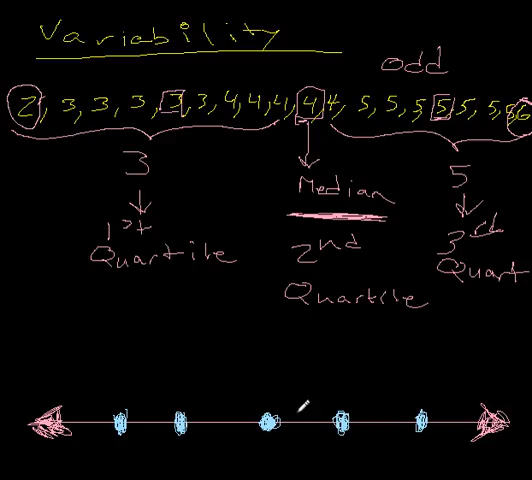 Variability
odd
2, 3, 3, 3, 3, 3, 4, 4, 4, 4, 4, 5, 5, 5, 5, 5, 5, 5, 6
3
5
Median
1st
Quartile
2nd
Quartile
3rd
Quart